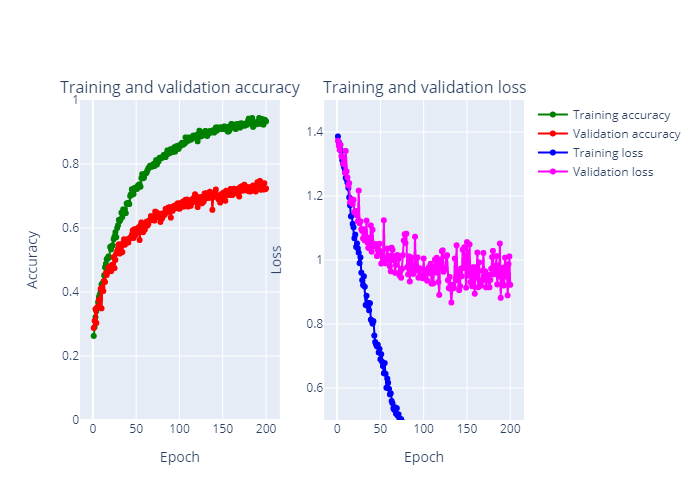 Training and validation accuracy
Training and validation loss
1
0.8
0.6
0.4
0.2
0
0
50
100
150
200
Epoch
Accuracy
1.4
1.2
1
0.8
0.6
0
50
100
150
200
Epoch
Loss
Training accuracy
Validation accuracy
Training loss
Validation loss